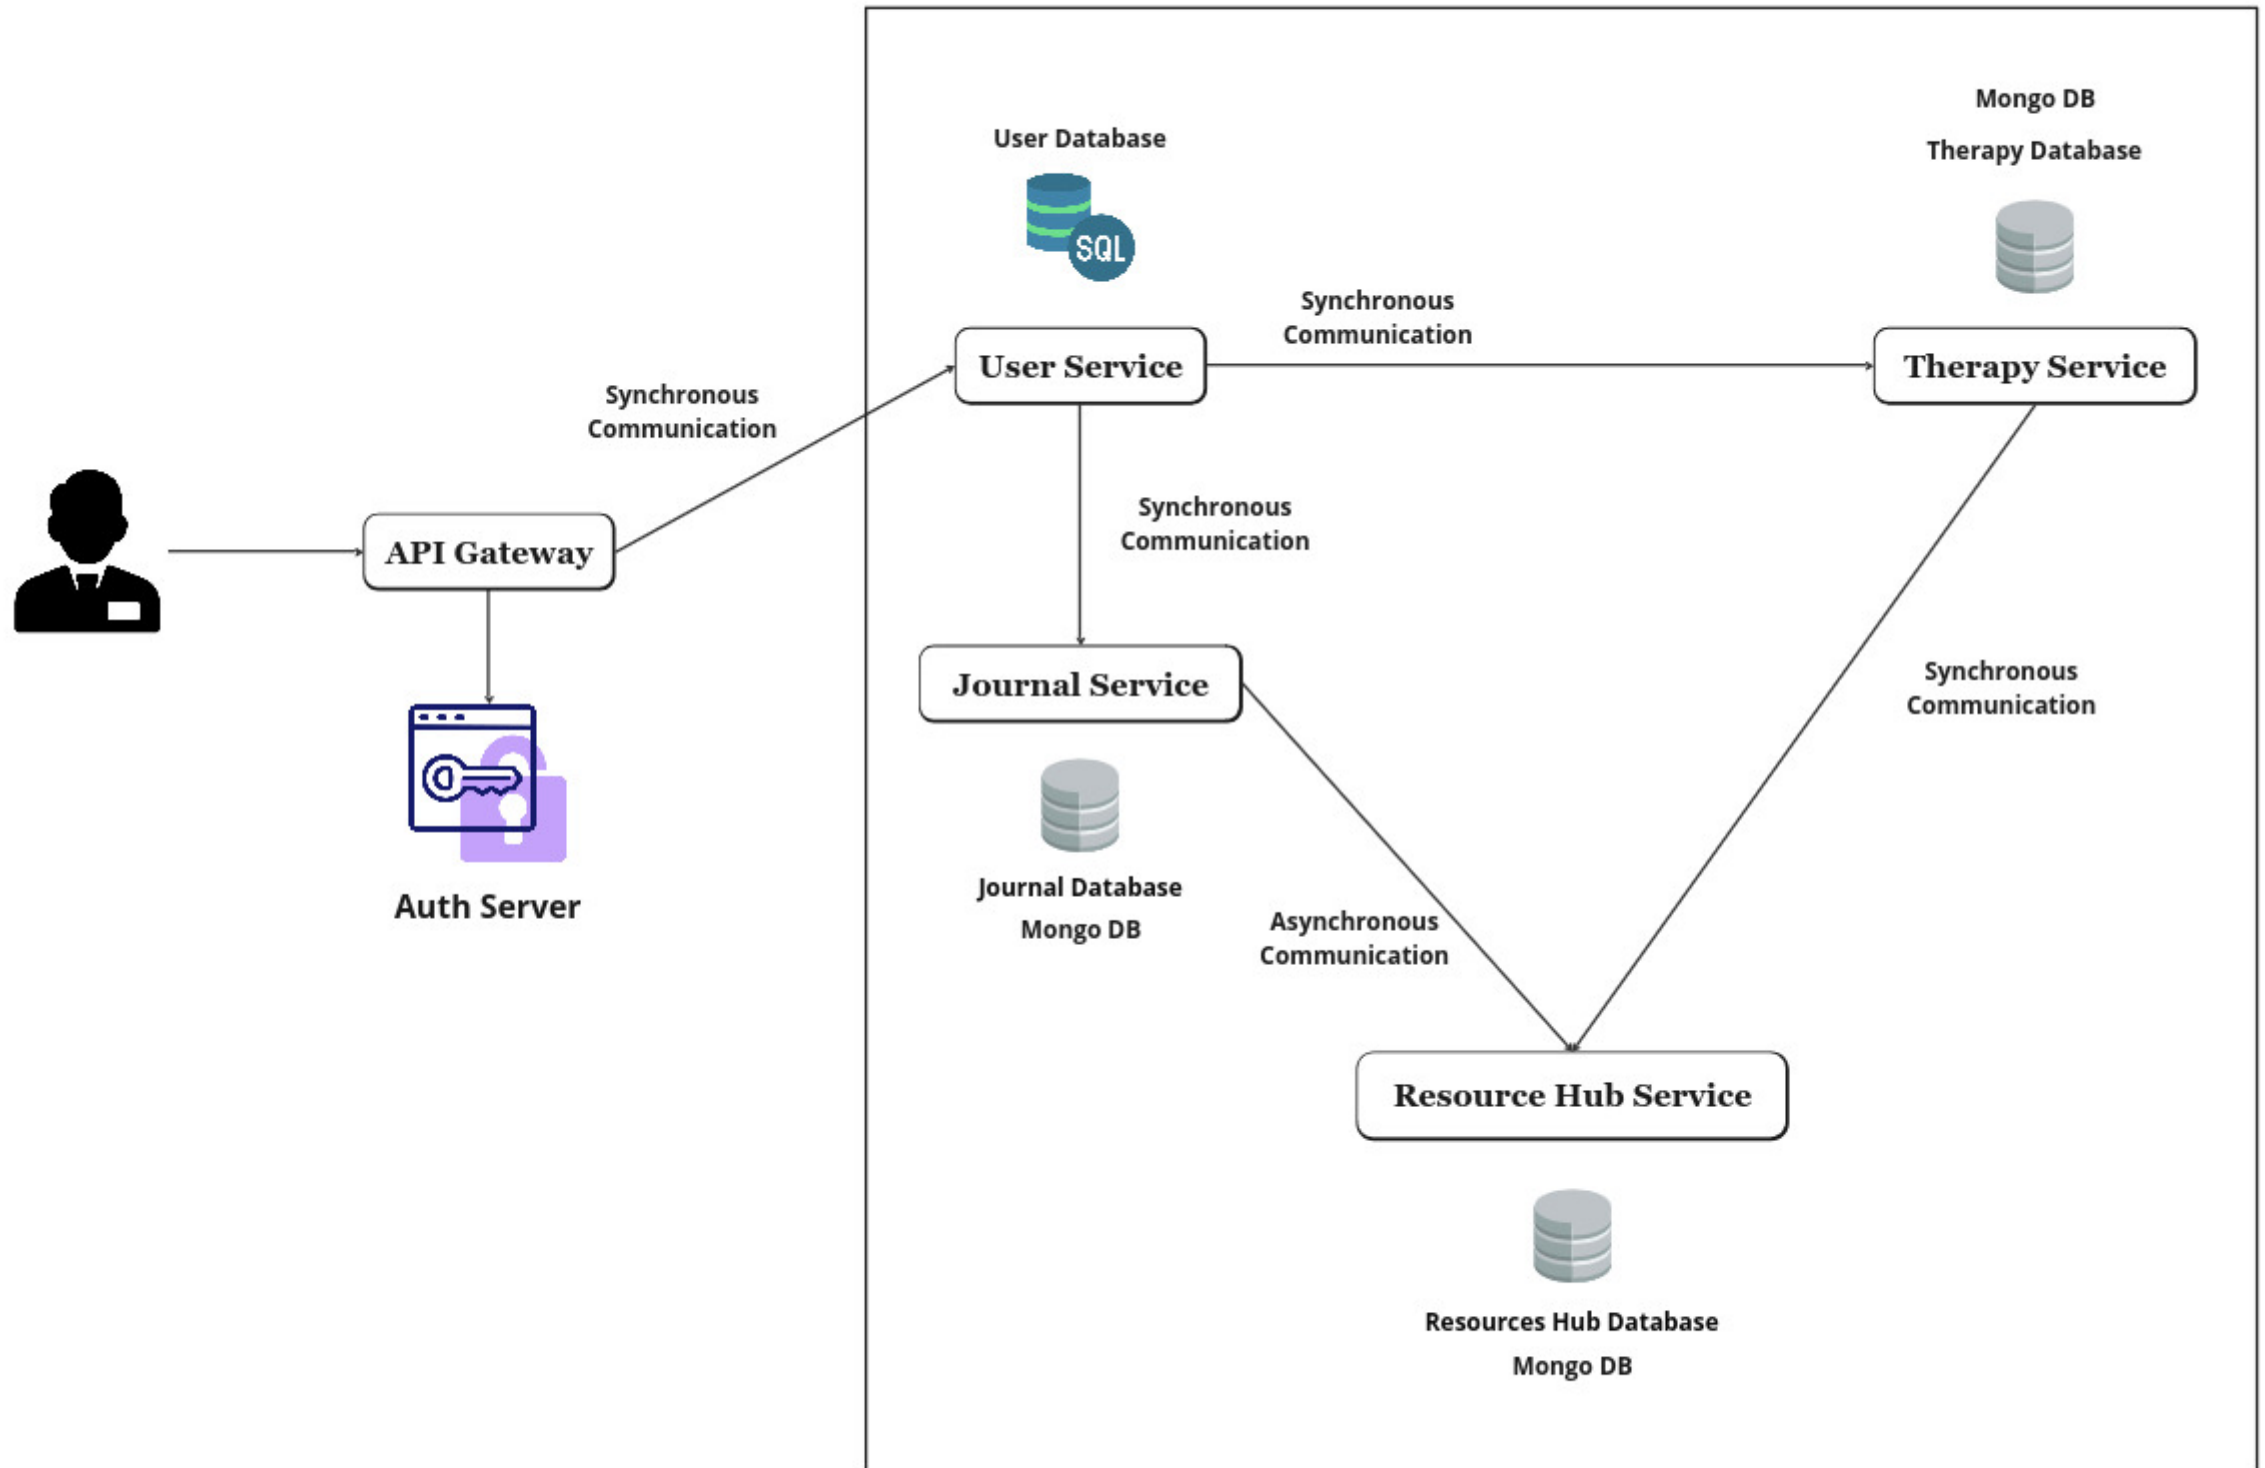 Mongo DB
User Database
Therapy Database
SQL
Synchronous
Communication
User Service
Therapy Service
Synchronous
Communication
Synchronous
Communication
API Gateway
Journal Service
Synchronous
Communication
Auth Server
Journal Database
Mongo DB
Asynchronous
Communication
Resource Hub Service
Resources Hub Database
Mongo DB